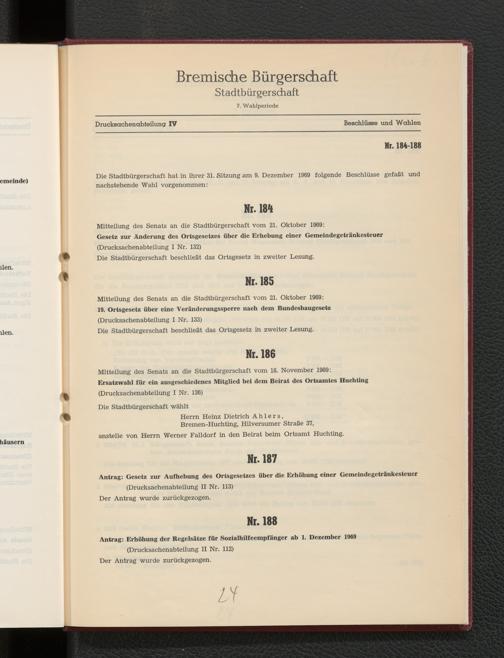 emeinde)
hlen.
hlen.
häusern
Bremische Bürgerschaft
Stadtbürgerschaft
7. Wahlperiode
Drucksachenabteilung IV Beschlüsse und Wahlen
Nr. 184-188
Die Stadtbürgerschaft hat in ihrer 31. Sitzung am 9. Dezember 1969 folgende Beschlüsse gefaßt und
nachstehende Wahl vorgenommen:
Nr. 184
Mitteilung des Senats an die Stadtbürgerschaft vom 21. Oktober 1969:
Gesetz zur Änderung des Ortsgesetzes über die Erhebung einer Gemeindegetränkesteuer
(Drucksachenabteilung I Nr. 132)
Die Stadtbürgerschaft beschließt das Ortsgesetz in zweiter Lesung.
Nr. 185
Mitteilung des Senats an die Stadtbürgerschaft vom 21. Oktober 1969:
19. Ortsgesetz über eine Veränderungssperre nach dem Bundesbaugesetz
(Drucksachenabteilung I Nr. 133)
Die Stadtbürgerschaft beschließt das Ortsgesetz in zweiter Lesung.
Nr. 186
Mitteilung des Senats an die Stadtbürgerschaft vom 18. November 1969:
Ersatzwahl für ein ausgeschiedenes Mitglied bei dem Beirat des Ortsamtes Huchting
(Drucksachenabteilung I Nr. 136)
Die Stadtbürgerschaft wählt
Herrn Heinz Dietrich Ahlers,
Bremen-Huchting, Hilversumer Straße 37,
anstelle von Herrn Werner Falldorf in den Beirat beim Ortsamt Huchting.
Nr. 187
Antrag: Gesetz zur Aufhebung des Ortsgesetzes über die Erhöhung einer Gemeindegetränkesteuer
(Drucksachenabteilung II Nr. 113)
Der Antrag wurde zurückgezogen.
Nr. 188
Antrag: Erhöhung der Regelsätze für Sozialhilfeempfänger ab 1. Dezember 1969
(Drucksachenabteilung II Nr. 112)
Der Antrag wurde zurückgezogen.
24